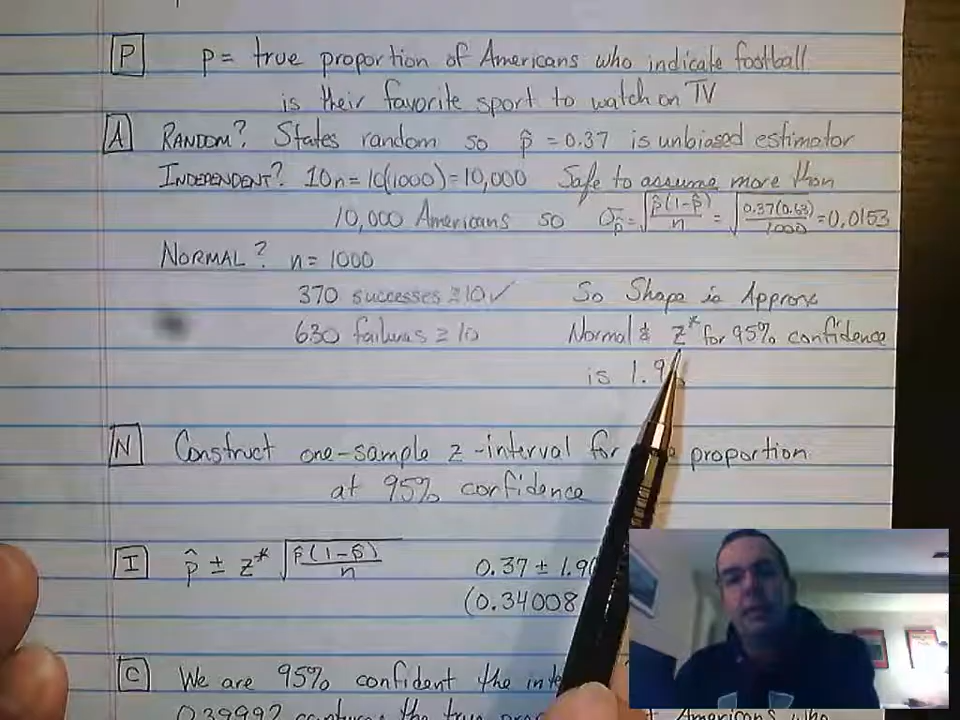 P p = true proportion of Americans who indicate football
is their favorite sport to watch on TV
A RANDOM? States random so p̂ = 0.37 is unbiased estimator
INDEPENDENT? 10n = 10(1000) = 10,000 Safe to assume more than
10,000 Americans so σp̂ = √(p̂(1-p̂)/n) = √(0.37(0.63)/1000) = 0.0153
NORMAL? n = 1000
370 successes ≥ 10 ✓ So Shape is Approx
630 failures ≥ 10 Normal & z* for 95% confidence
is 1.9
N Construct one-sample z-interval for proportion
at 95% confidence
I p̂ ± z* √(p̂(1-p̂)/n) 0.37 ± 1.9
(0.34008
C We are 95% confident the
0.39992 captures the true Americans who